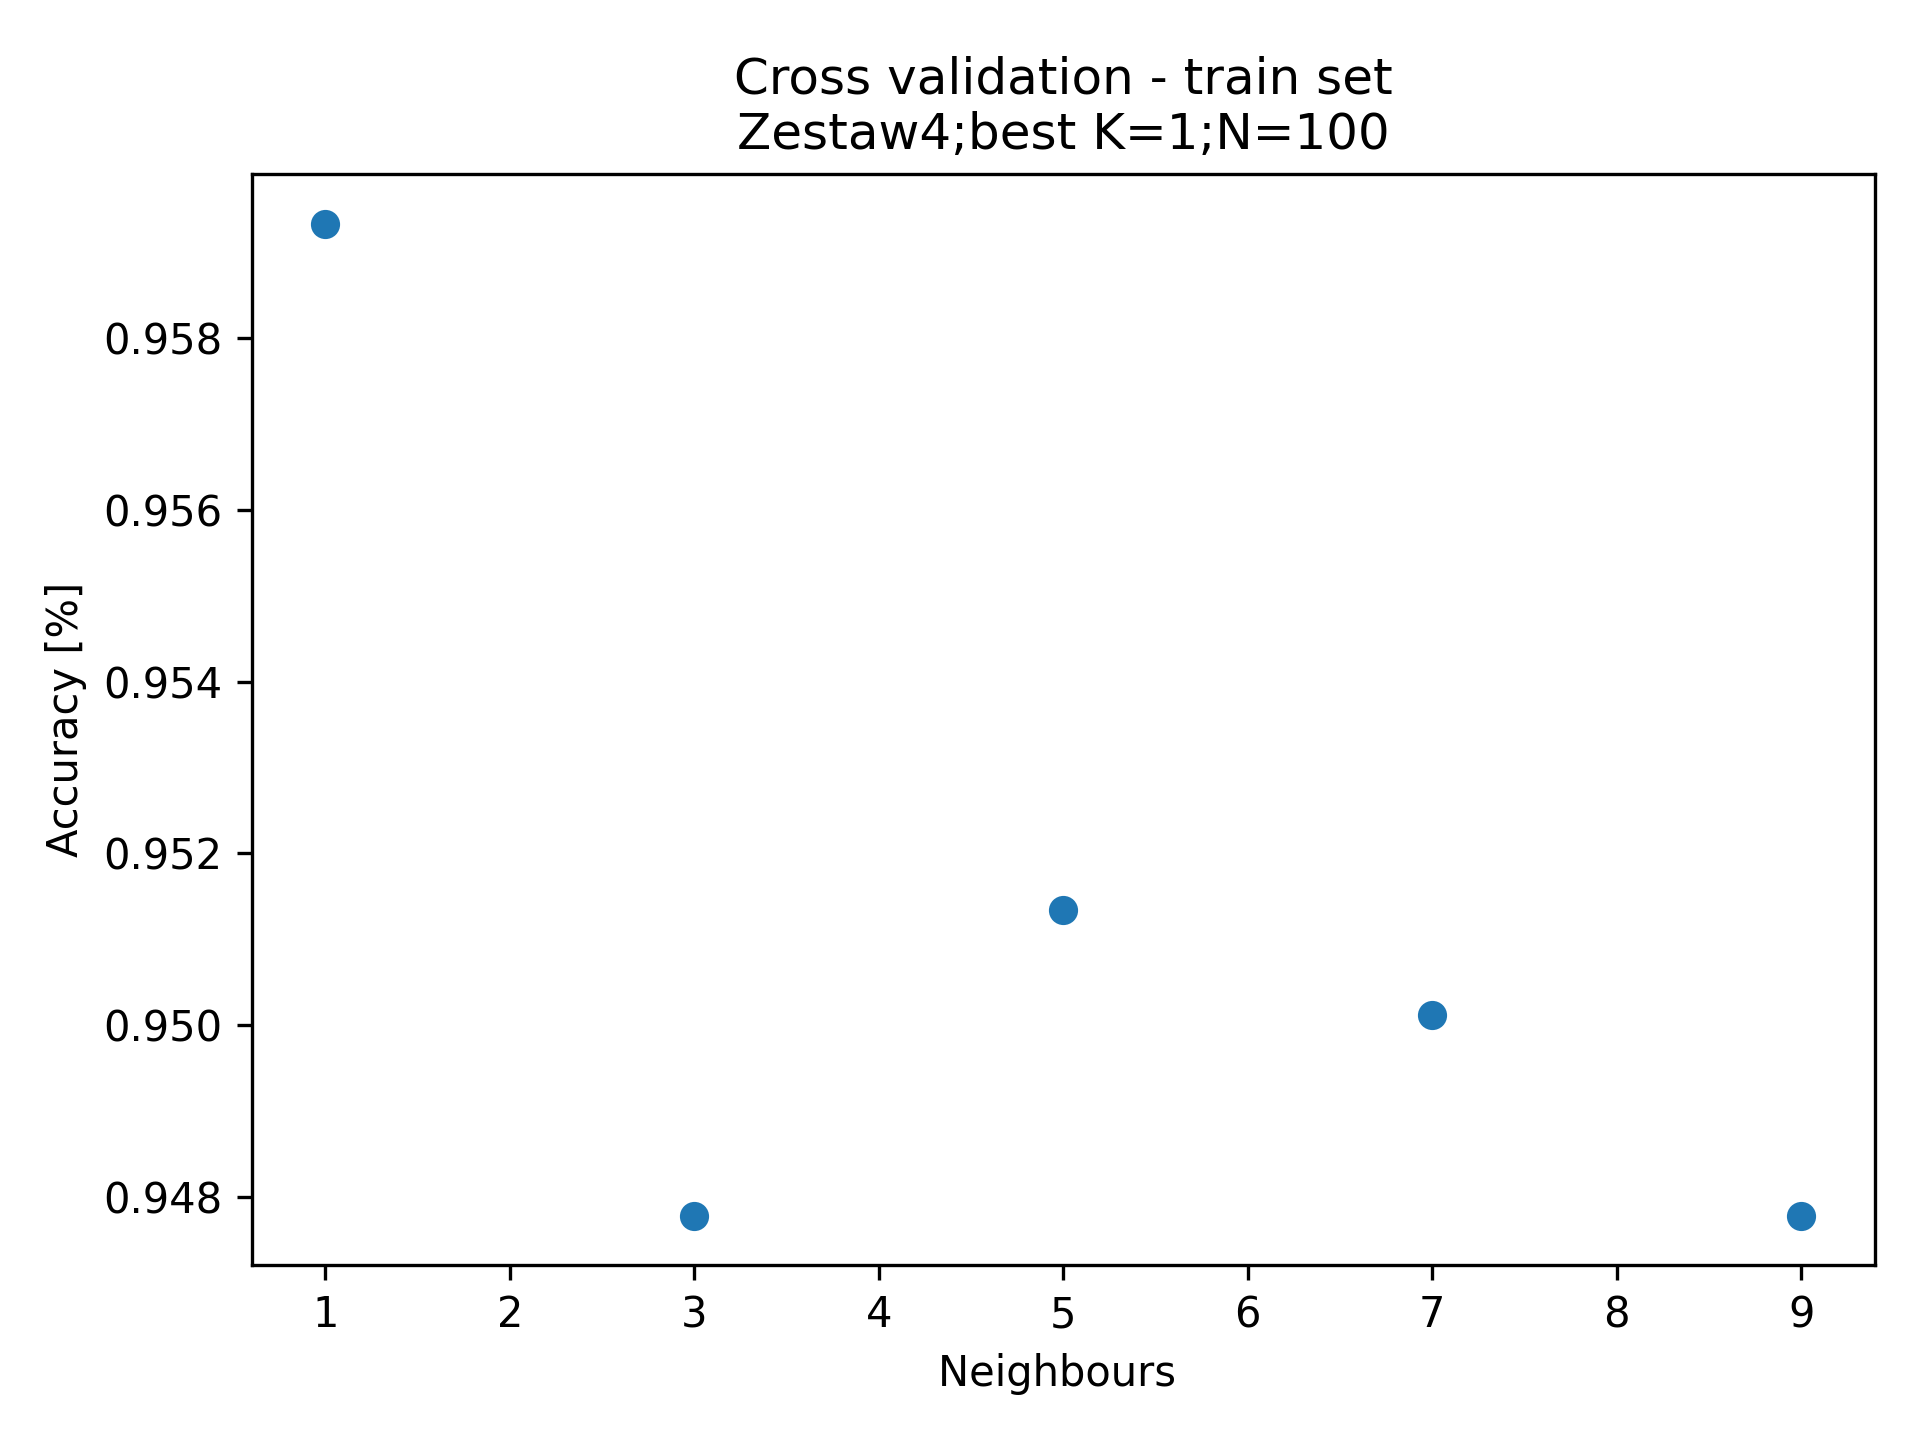 Cross validation - train set
Zestaw4;best K=1;N=100
Accuracy [%]
0.958
0.956
0.954
0.952
0.950
0.948
1 2 3 4 5 6 7 8 9
Neighbours